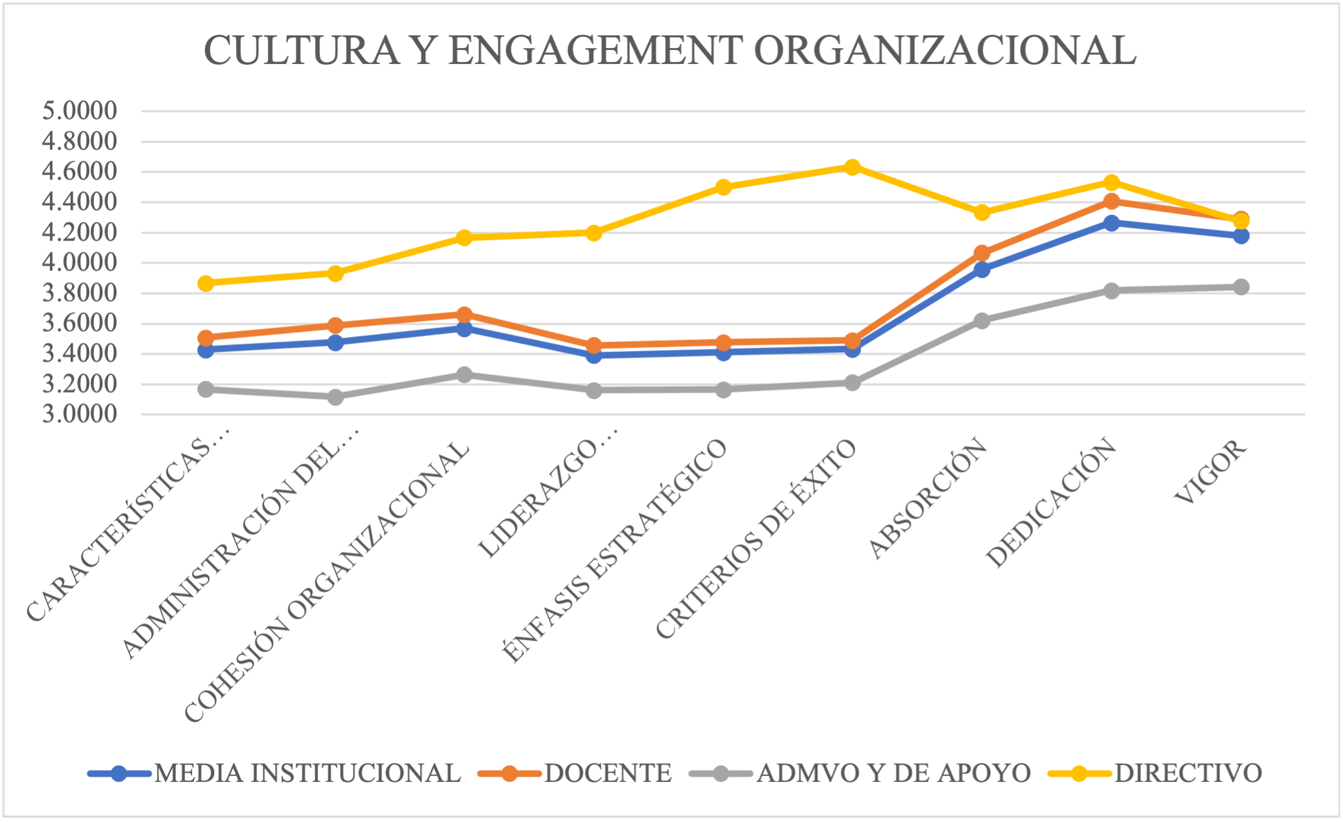 CULTURA Y ENGAGEMENT ORGANIZACIONAL
5.0000
4.8000
4.6000
4.4000
4.2000
4.0000
3.8000
3.6000
3.4000
3.2000
3.0000
CARACTERÍSTICAS…
ADMINISTRACIÓN DEL…
COHESIÓN ORGANIZACIONAL
LIDERAZGO…
ÉNFASIS ESTRATÉGICO
CRITERIOS DE ÉXITO
ABSORCIÓN
DEDICACIÓN
VIGOR
MEDIA INSTITUCIONAL DOCENTE ADMVO Y DE APOYO DIRECTIVO